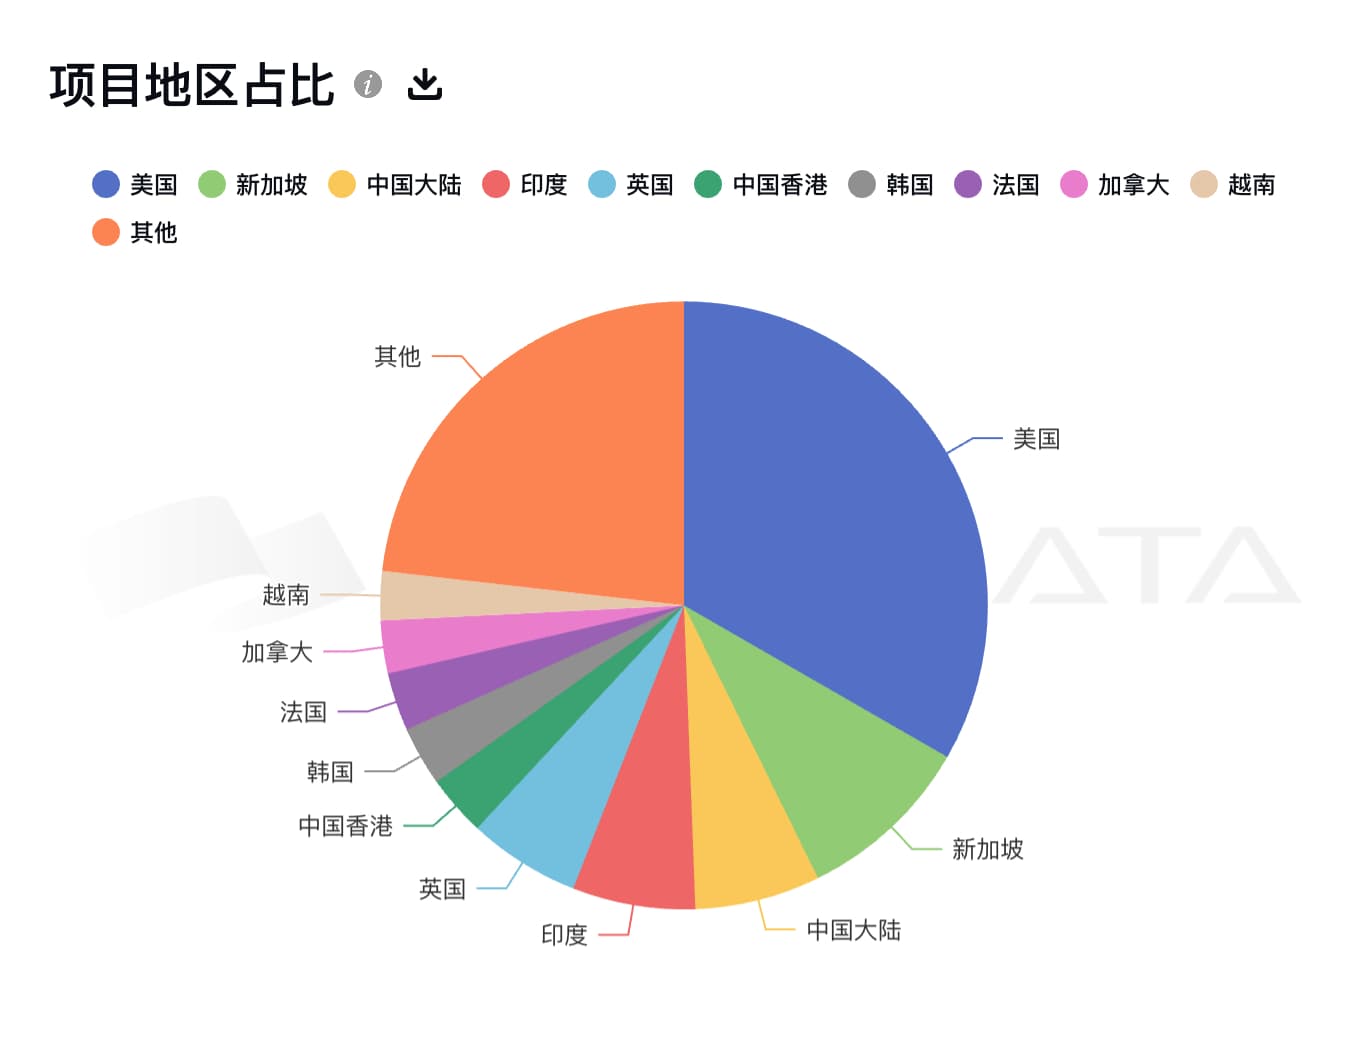 项目地区占比
美国 新加坡 中国大陆 印度 英国 中国香港 韩国 法国 加拿大 越南
其他
其他
美国
越南
加拿大
法国
韩国
中国香港
新加坡
英国
中国大陆
印度
ATA